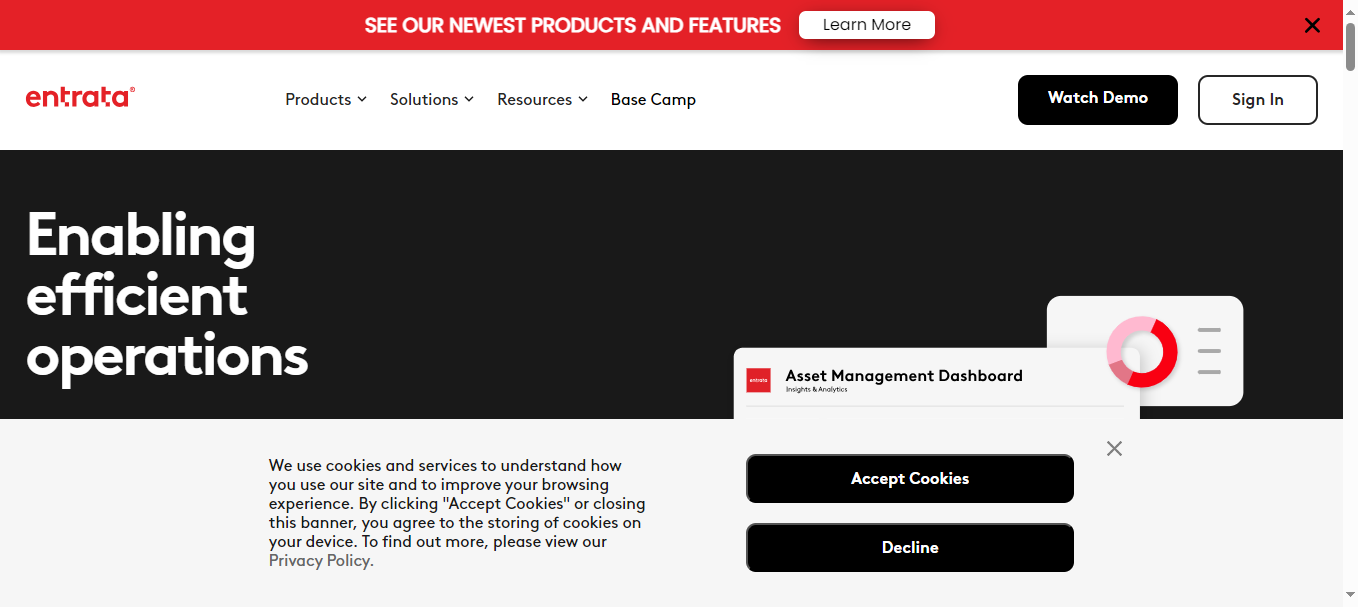 SEE OUR NEWEST PRODUCTS AND FEATURES
Learn More
entrata®
Products
Solutions
Resources
Base Camp
Watch Demo
Sign In
Enabling
efficient
operations
entrata
Asset Management Dashboard
Insights & Analytics
We use cookies and services to understand how
you use our site and to improve your browsing
experience. By clicking "Accept Cookies" or closing
this banner, you agree to the storing of cookies on
your device. To find out more, please view our
Privacy Policy.
Accept Cookies
Decline